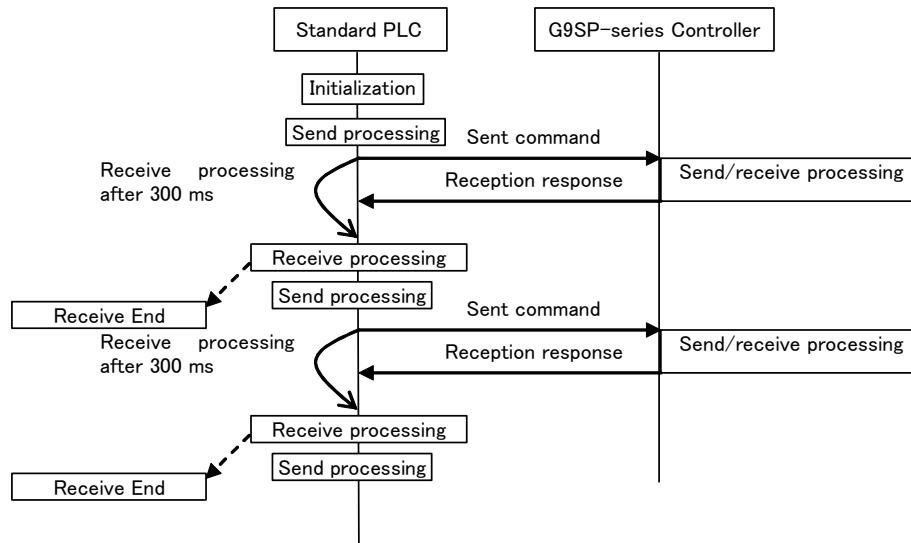 Standard PLC
G9SP-series Controller
Initialization
Send processing
Sent command
Receive processing
after 300 ms
Reception response
Send/receive processing
Receive processing
Send processing
Receive End
Sent command
Receive processing
after 300 ms
Reception response
Send/receive processing
Receive processing
Send processing
Receive End